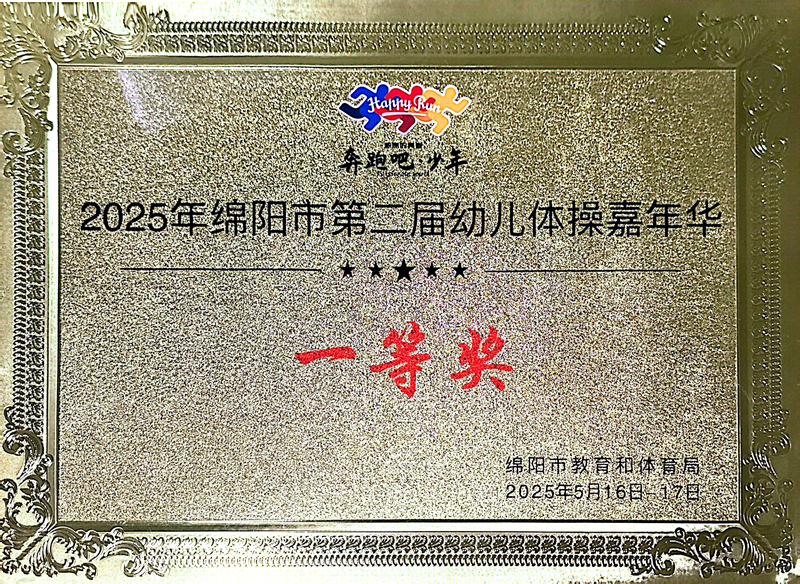 Happy Run
奔跑吧·少年
2025年绵阳市第二届幼儿体操嘉年华
一等奖
绵阳市教育和体育局
2025年5月16日-17日